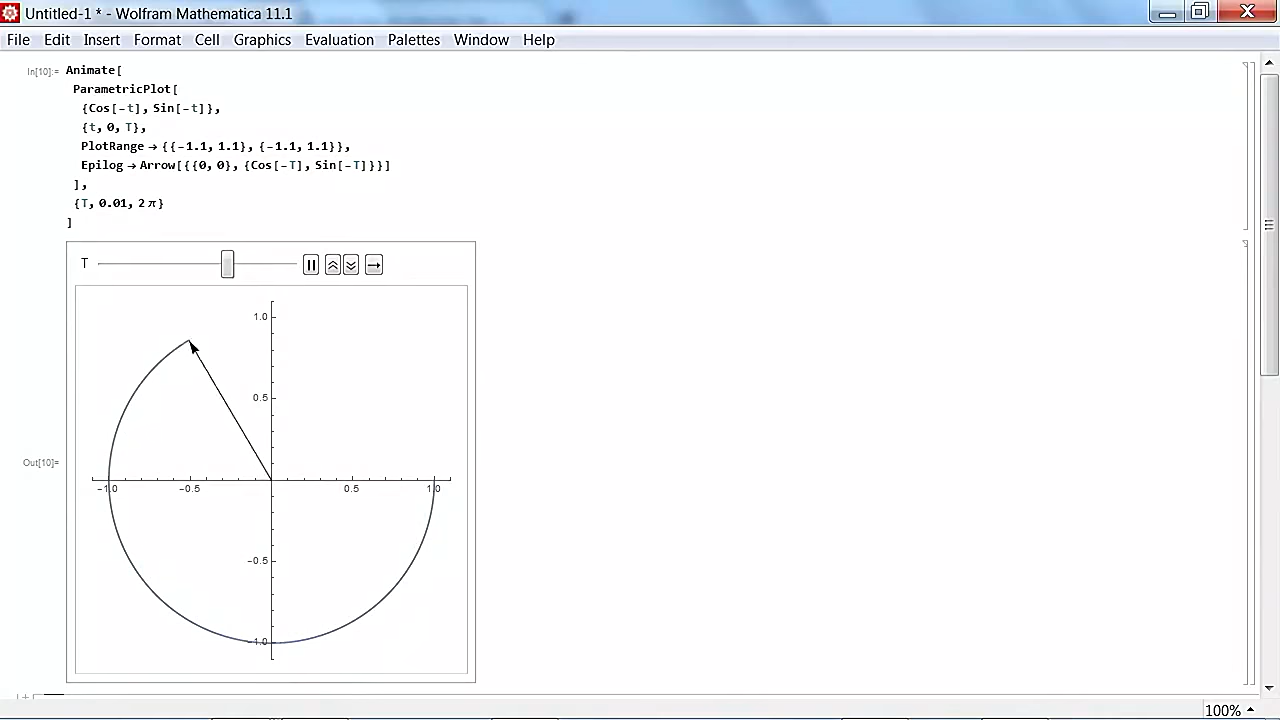 Untitled-1 * - Wolfram Mathematica 11.1
File Edit Insert Format Cell Graphics Evaluation Palettes Window Help
In[10]:= Animate[
ParametricPlot[
{Cos[-t], Sin[-t]},
{t, 0, T},
PlotRange → {{-1.1, 1.1}, {-1.1, 1.1}},
Epilog → Arrow[{{0, 0}, {Cos[-T], Sin[-T]}}]
],
{T, 0.01, 2 π}
]
T
1.0
0.5
Out[10]=
-1.0 -0.5 0.5 1.0
-0.5
-1.0
100%